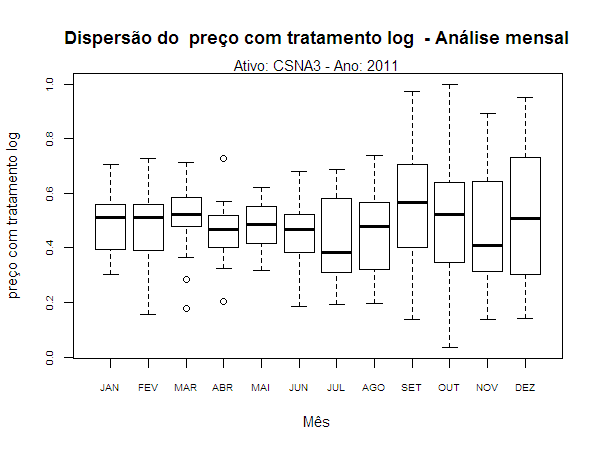 Dispersão do  preço com tratamento log  - Análise mensal
Ativo: CSNA3 - Ano: 2011
preço com tratamento log
1.0
0.8
0.6
0.4
0.2
0.0
JAN FEV MAR ABR MAI JUN JUL AGO SET OUT NOV DEZ
Mês